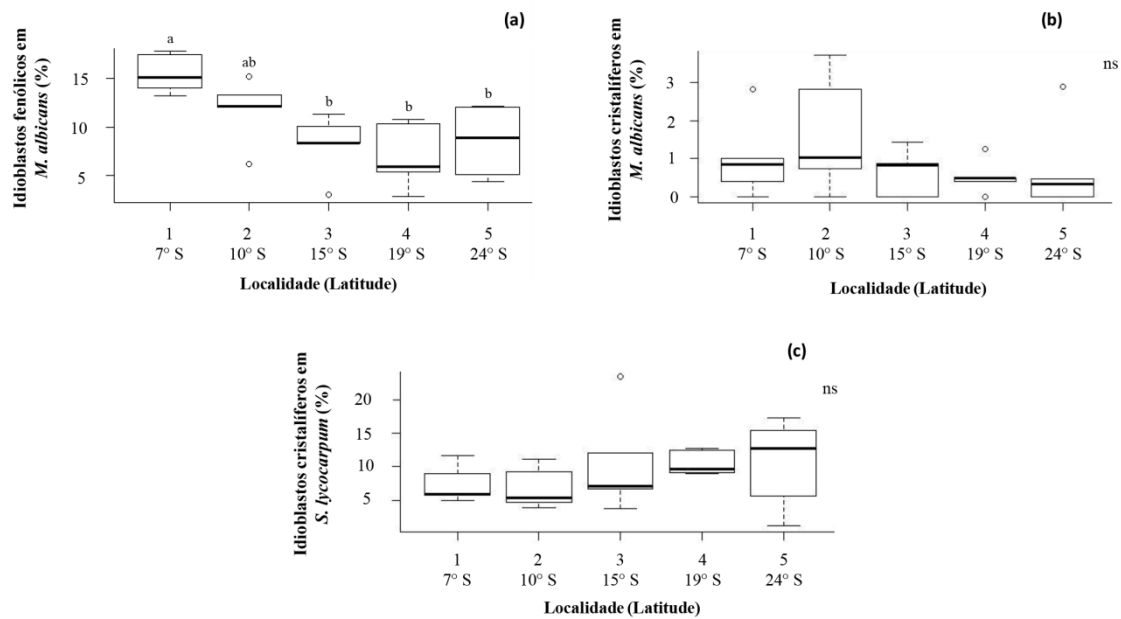 (a)
Idioblastos fenólicos em
M. albicans (%)
15
10
5
a
ab
b
b
b
1
2
3
4
5
7° S
10° S
15° S
19° S
24° S
Localidade (Latitude)
(b)
ns
Idioblastos cristalíferos em
M. albicans (%)
3
2
1
0
1
2
3
4
5
7° S
10° S
15° S
19° S
24° S
Localidade (Latitude)
(c)
ns
Idioblastos cristalíferos em
S. lycocarpum (%)
20
15
10
5
1
2
3
4
5
7° S
10° S
15° S
19° S
24° S
Localidade (Latitude)